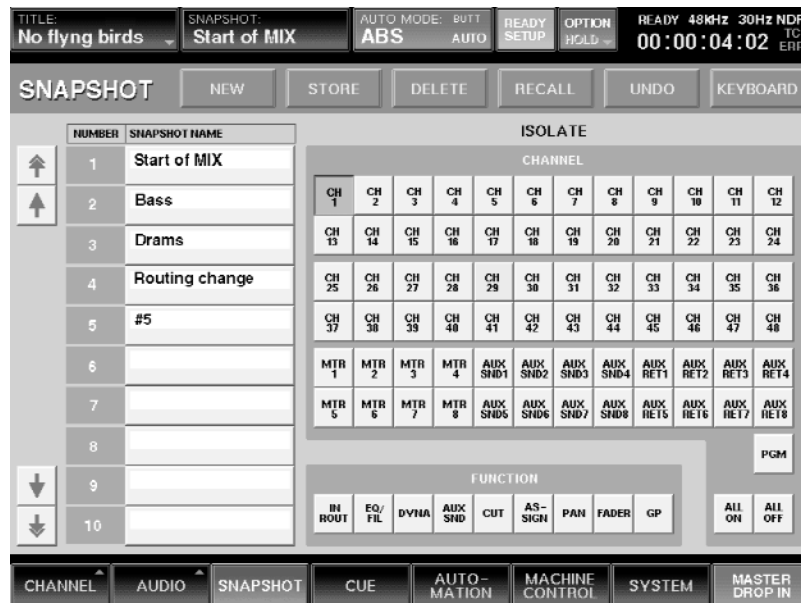 TITLE: SNAPSHOT: AUTO MODE: BUTT READY SETUP OPTION HOLD READY 48kHz 30Hz NDF
No flyng birds Start of MIX ABS AUTO 00:00:04:02 TC ERR
SNAPSHOT NEW STORE DELETE RECALL UNDO KEYBOARD
NUMBER SNAPSHOT NAME
1 Start of MIX
2 Bass
3 Drams
4 Routing change
5 #5
6
7
8
9
10
ISOLATE
CHANNEL
CH 1 CH 2 CH 3 CH 4 CH 5 CH 6 CH 7 CH 8 CH 9 CH 10 CH 11 CH 12
CH 13 CH 14 CH 15 CH 16 CH 17 CH 18 CH 19 CH 20 CH 21 CH 22 CH 23 CH 24
CH 25 CH 26 CH 27 CH 28 CH 29 CH 30 CH 31 CH 32 CH 33 CH 34 CH 35 CH 36
CH 37 CH 38 CH 39 CH 40 CH 41 CH 42 CH 43 CH 44 CH 45 CH 46 CH 47 CH 48
MTR 1 MTR 2 MTR 3 MTR 4 AUX SND1 AUX SND2 AUX SND3 AUX SND4 AUX RET1 AUX RET2 AUX RET3 AUX RET4
MTR 5 MTR 6 MTR 7 MTR 8 AUX SND5 AUX SND6 AUX SND7 AUX SND8 AUX RET5 AUX RET6 AUX RET7 AUX RET8
PGM
FUNCTION
IN ROUT EQ/ FIL DYNA AUX SND CUT AS- SIGN PAN FADER GP ALL ON ALL OFF
CHANNEL AUDIO SNAPSHOT CUE AUTO- MATION MACHINE CONTROL SYSTEM MASTER DROP IN